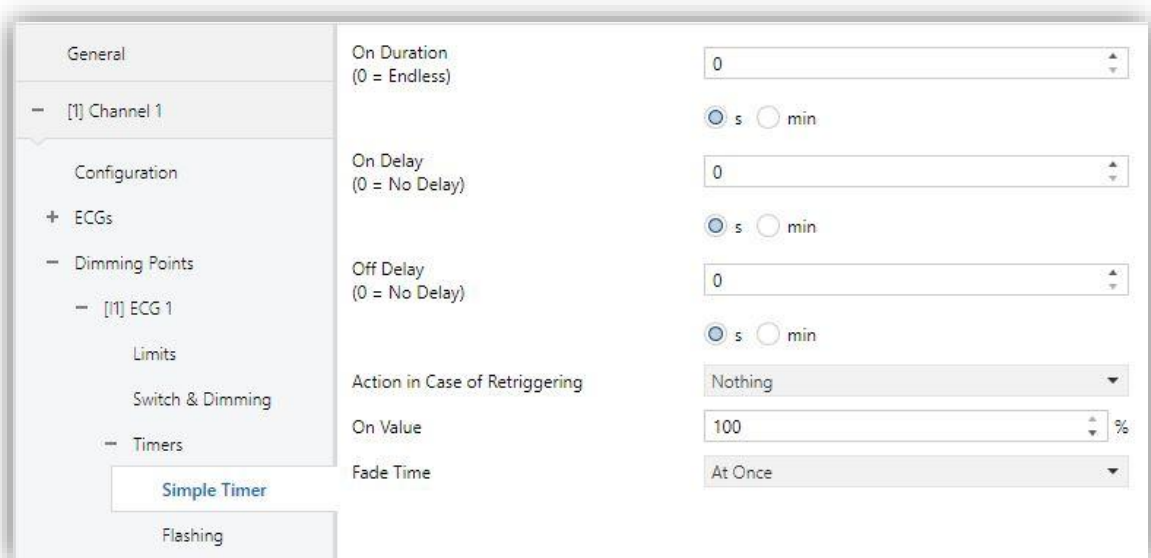 General
[1] Channel 1
Configuration
ECGs
Dimming Points
[I1] ECG 1
Limits
Switch & Dimming
Timers
Simple Timer
Flashing
On Duration
(0 = Endless)
0
s min
On Delay
(0 = No Delay)
0
s min
Off Delay
(0 = No Delay)
0
s min
Action in Case of Retriggering Nothing
On Value 100 %
Fade Time At Once